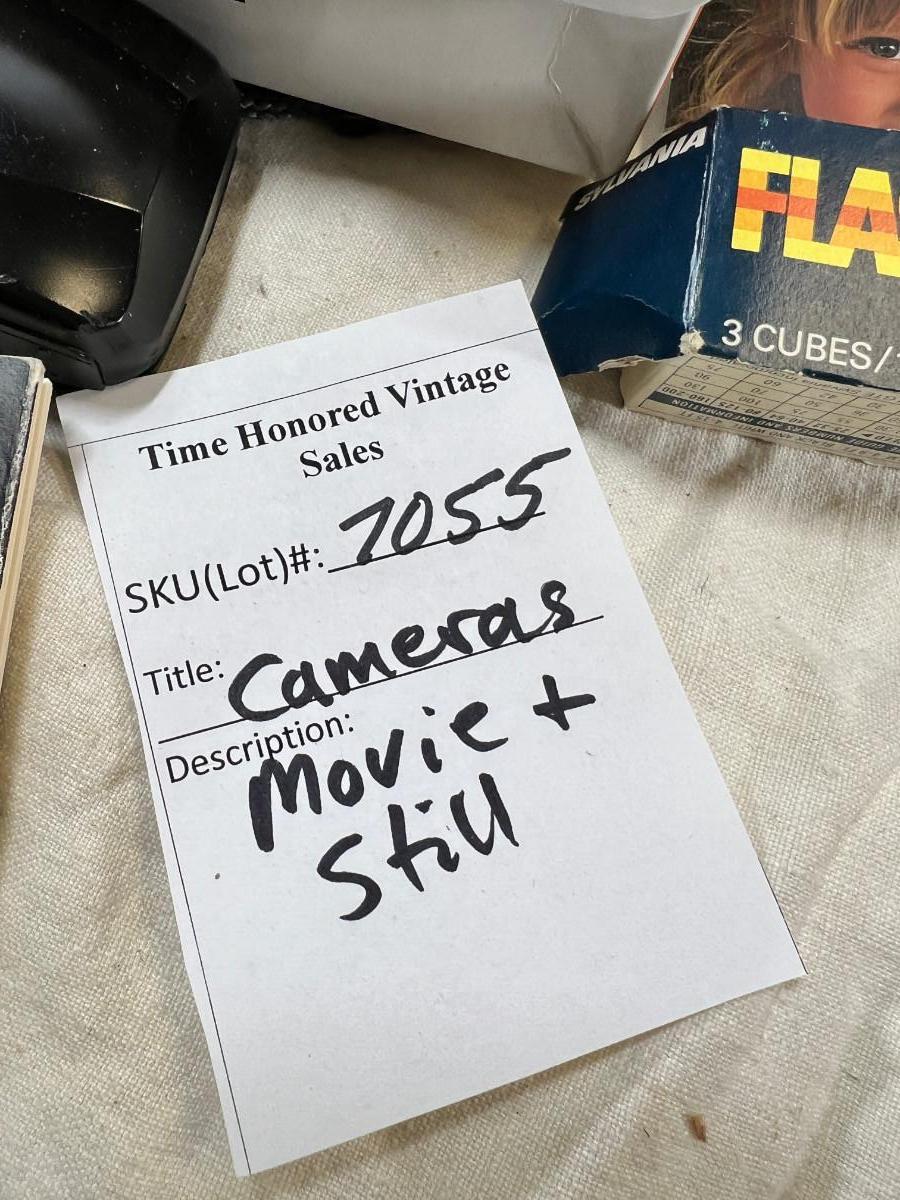 SYLVANIA
FLA
3 CUBES/
Time Honored Vintage
Sales
SKU(Lot)#: 7055
Title: Cameras
Description:
Movie +
Still